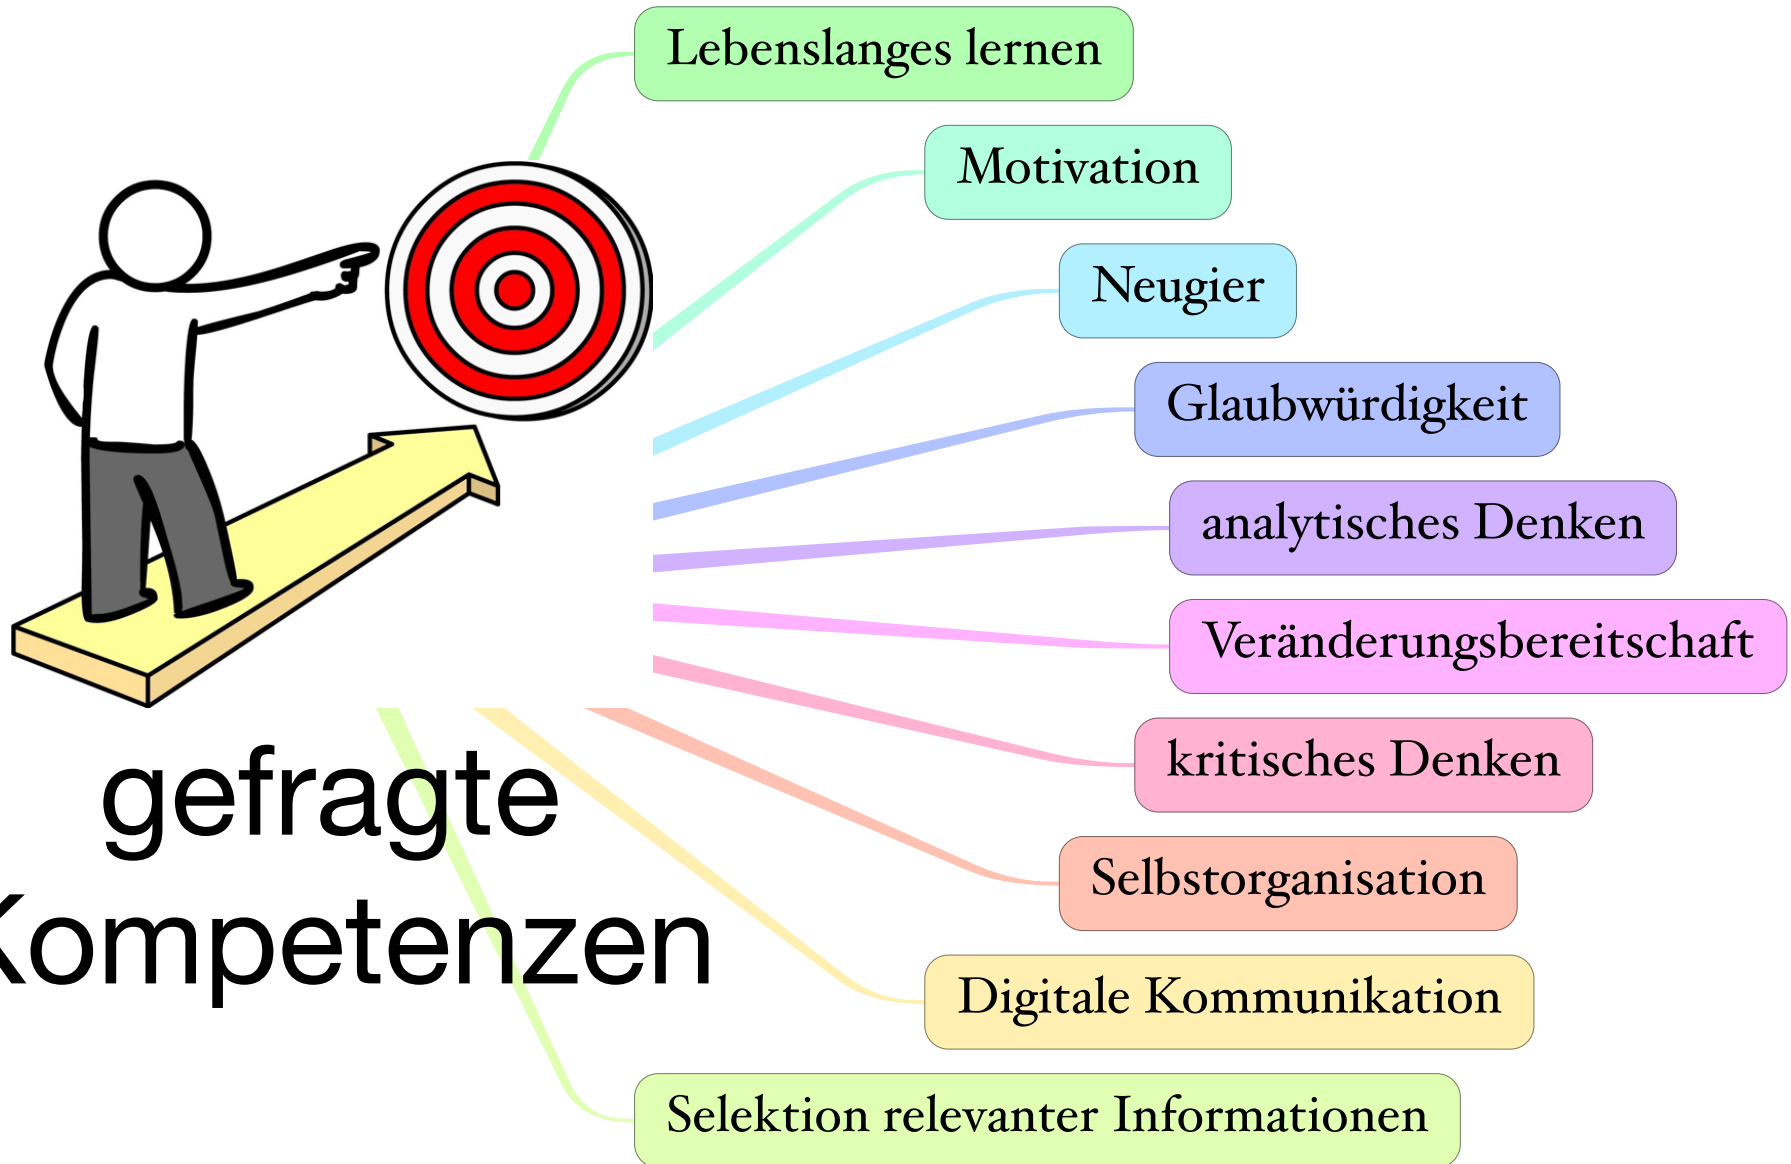 Lebenslanges lernen
Motivation
Neugier
Glaubwürdigkeit
analytisches Denken
Veränderungsbereitschaft
kritisches Denken
Selbstorganisation
Digitale Kommunikation
Selektion relevanter Informationen
gefragte
Kompetenzen